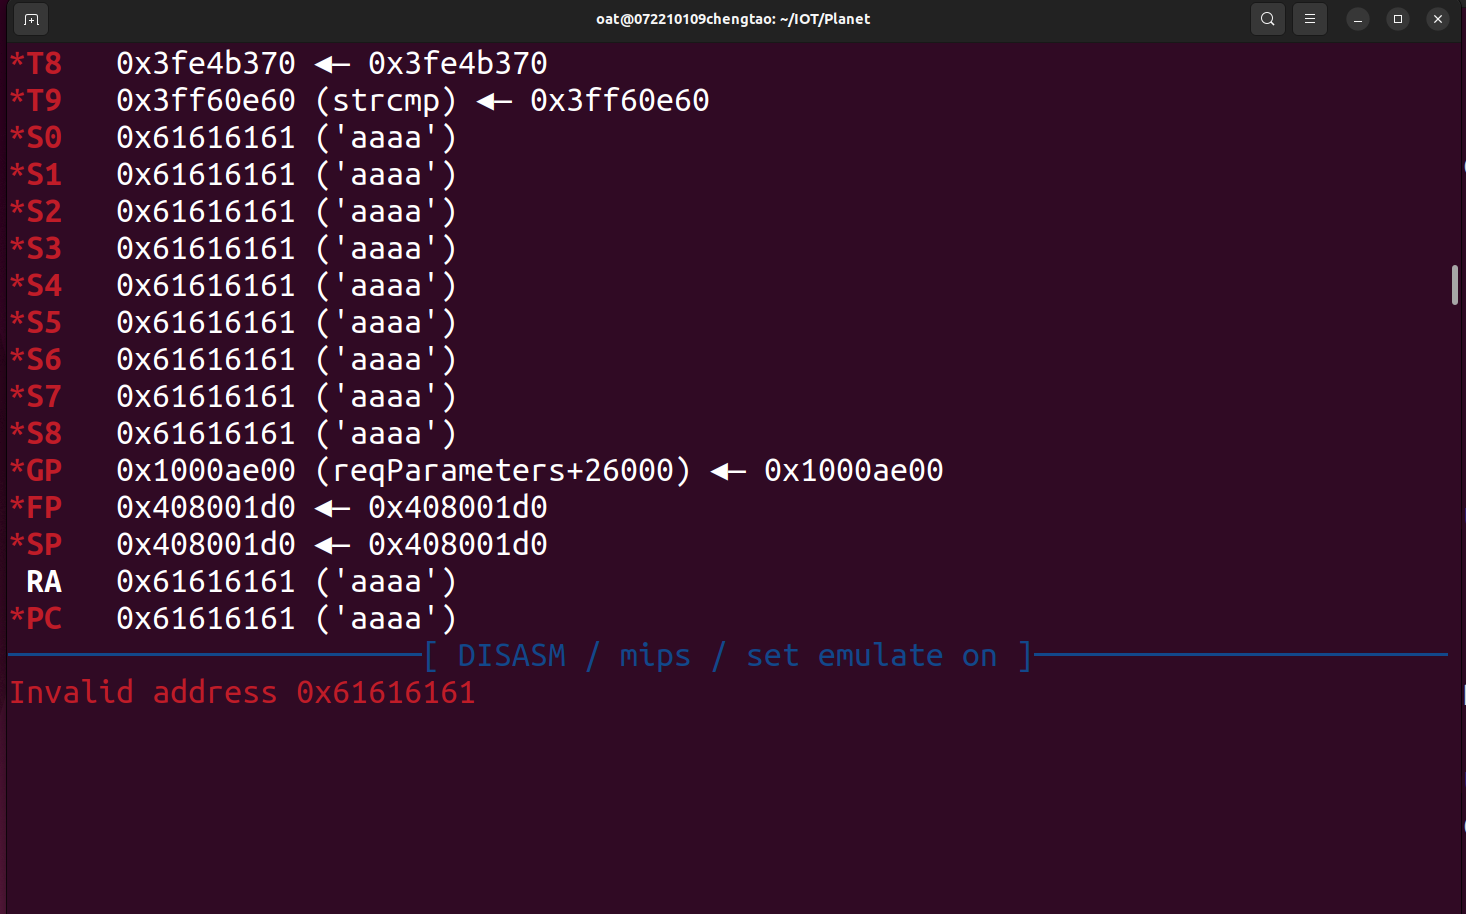 oat@072210109chengtao: ~/IOT/Planet
*T8 0x3fe4b370 ◂— 0x3fe4b370
*T9 0x3ff60e60 (strcmp) ◂— 0x3ff60e60
*S0 0x61616161 ('aaaa')
*S1 0x61616161 ('aaaa')
*S2 0x61616161 ('aaaa')
*S3 0x61616161 ('aaaa')
*S4 0x61616161 ('aaaa')
*S5 0x61616161 ('aaaa')
*S6 0x61616161 ('aaaa')
*S7 0x61616161 ('aaaa')
*S8 0x61616161 ('aaaa')
*GP 0x1000ae00 (reqParameters+26000) ◂— 0x1000ae00
*FP 0x408001d0 ◂— 0x408001d0
*SP 0x408001d0 ◂— 0x408001d0
RA 0x61616161 ('aaaa')
*PC 0x61616161 ('aaaa')
[ DISASM / mips / set emulate on ]
Invalid address 0x61616161